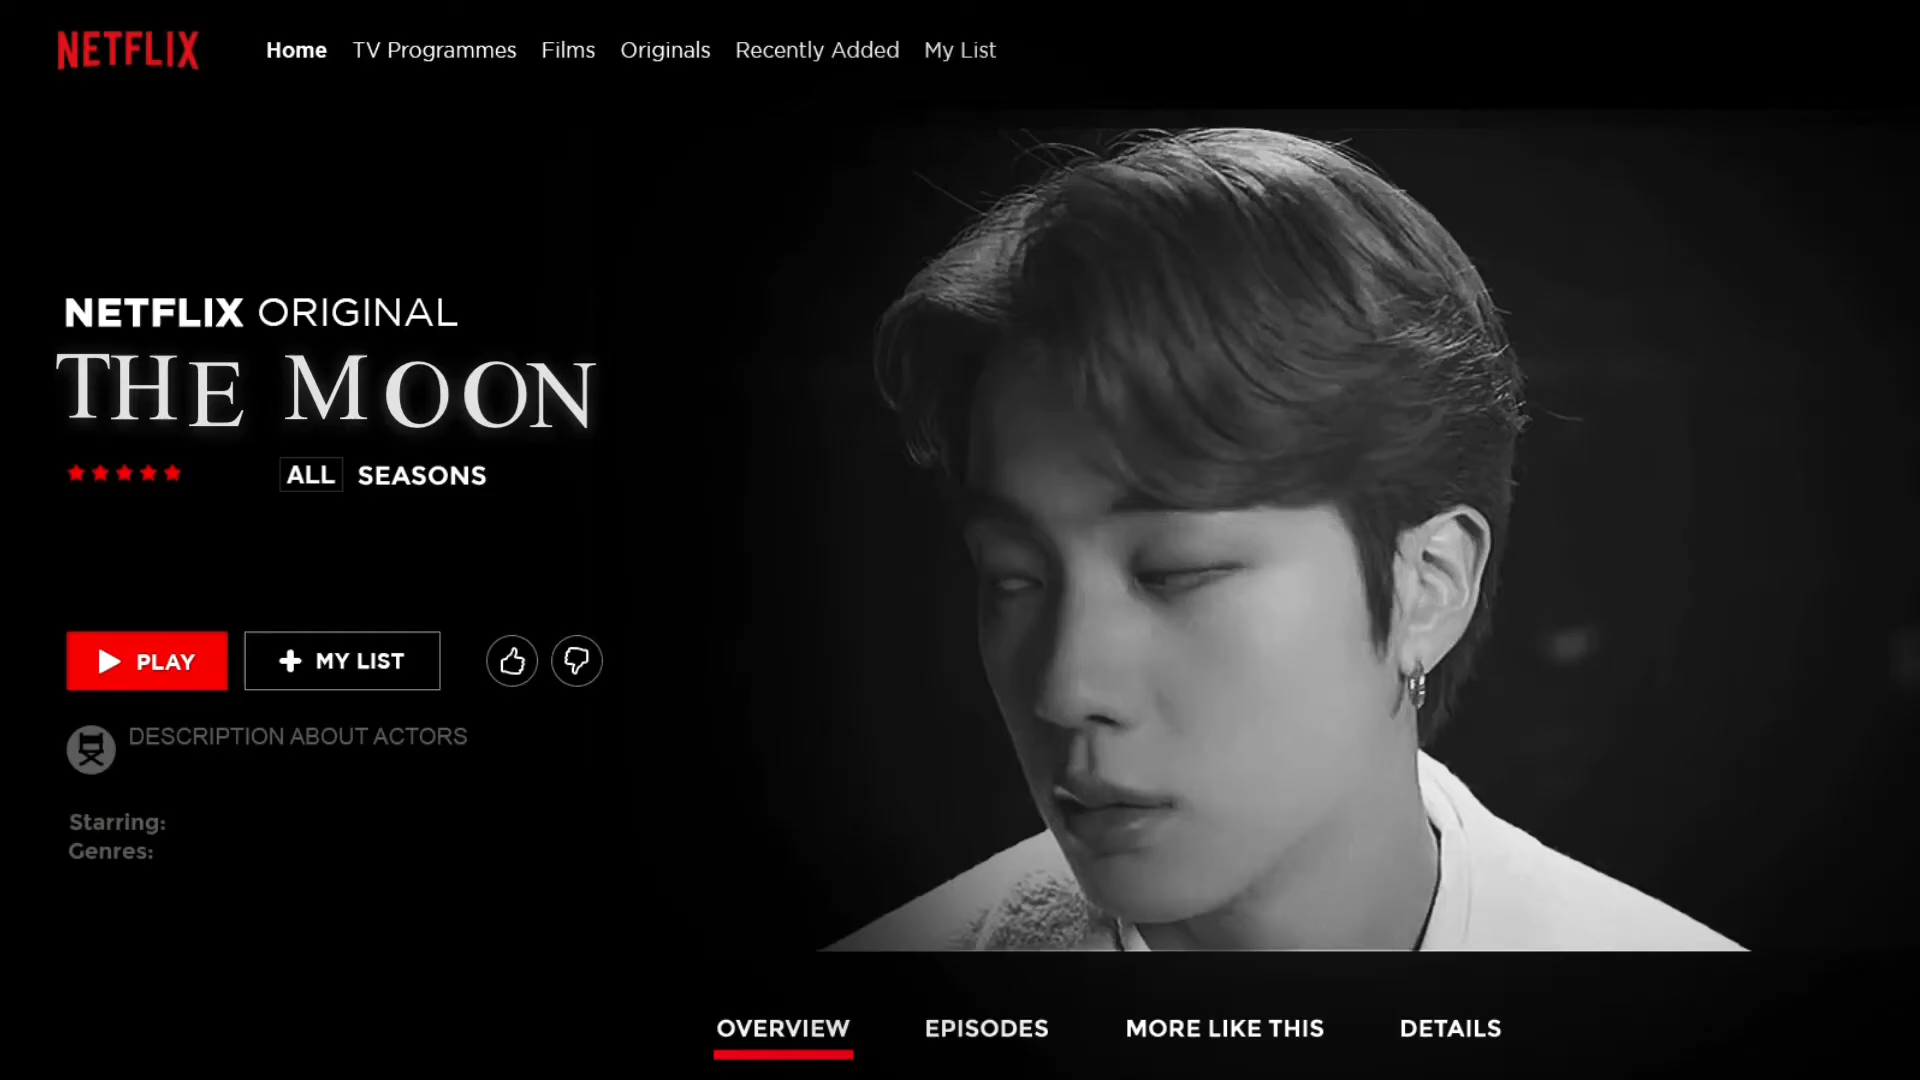 NETFLIX
Home TV Programmes Films Originals Recently Added My List
NETFLIX ORIGINAL
THE MOON
ALL SEASONS
PLAY
MY LIST
DESCRIPTION ABOUT ACTORS
Starring:
Genres:
OVERVIEW EPISODES MORE LIKE THIS DETAILS